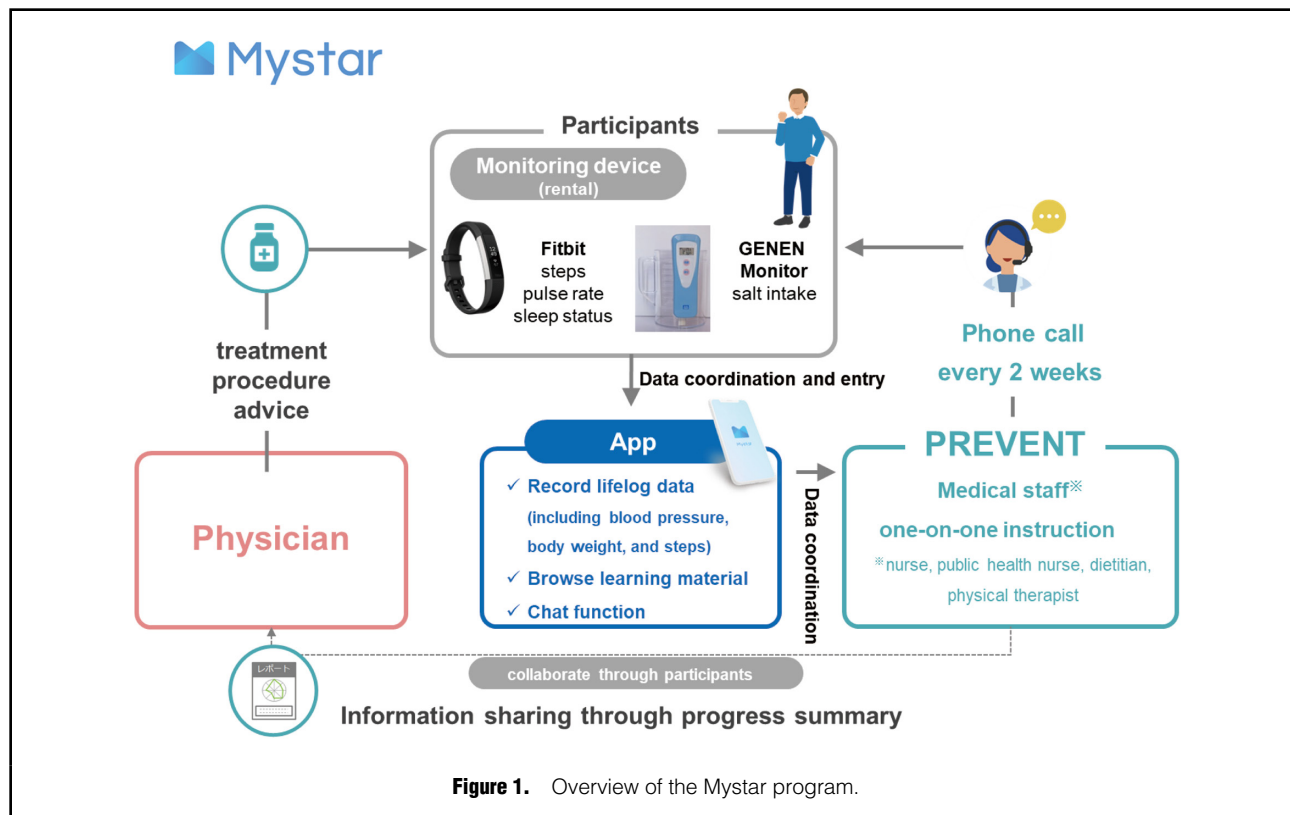 Mystar
Participants
Monitoring device
(rental)
Fitbit
steps
pulse rate
sleep status
GENEN
Monitor
salt intake
treatment
procedure
advice
Physician
Data coordination and entry
App
✓ Record lifelog data
(including blood pressure,
body weight, and steps)
✓ Browse learning material
✓ Chat function
Mystar
Data coordination
Phone call
every 2 weeks
PREVENT
Medical staff※
one-on-one instruction
※nurse, public health nurse, dietitian,
physical therapist
レポート
collaborate through participants
Information sharing through progress summary
Figure 1. Overview of the Mystar program.